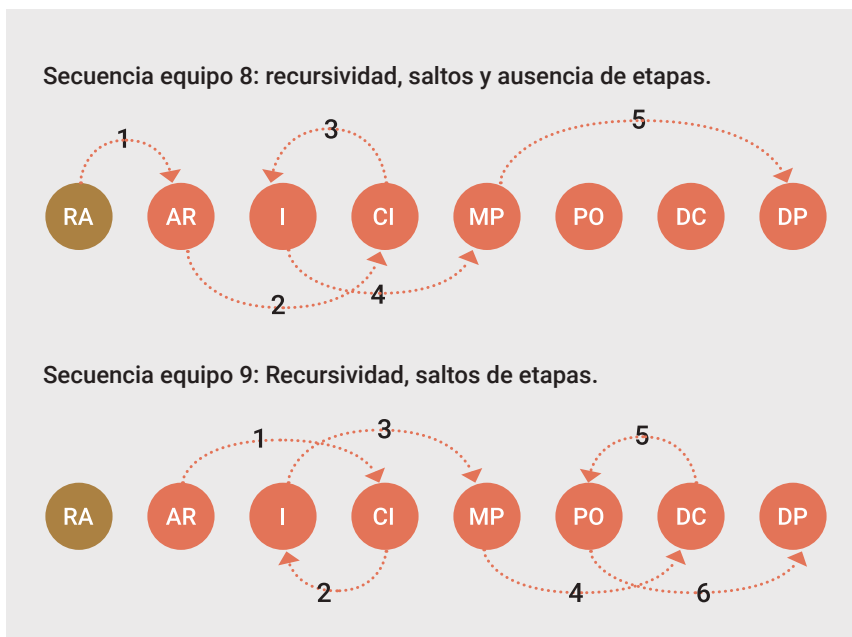 Secuencia equipo 8: recursividad, saltos y ausencia de etapas.
1 3 5
RA AR I CI MP PO DC DP
2 4
Secuencia equipo 9: Recursividad, saltos de etapas.
1 3 5
RA AR I CI MP PO DC DP
2 4 6